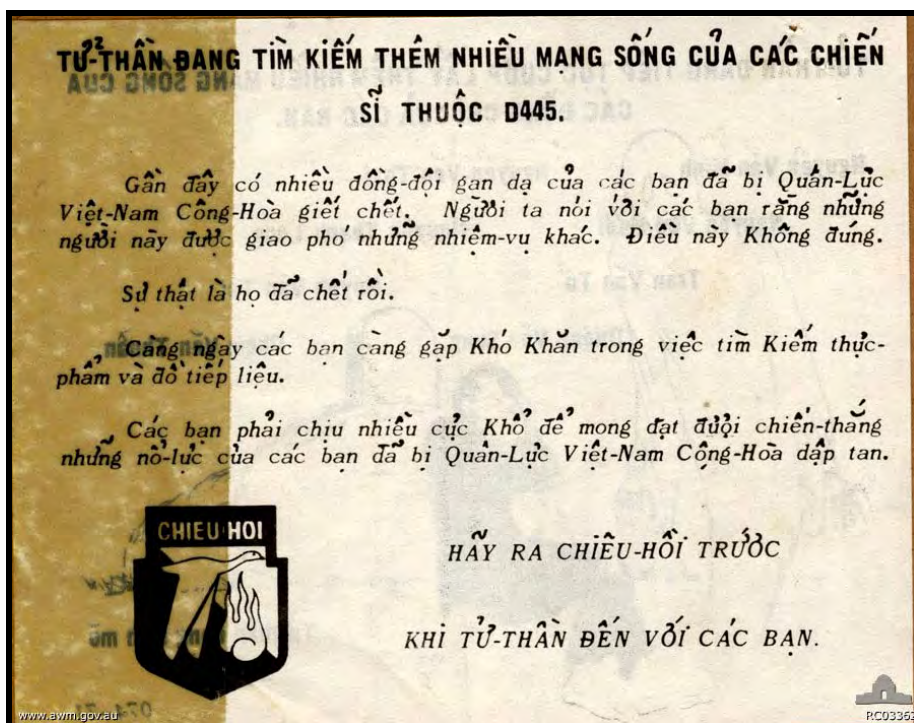 TỬ-THẦN ĐANG TÌM KIẾM THÊM NHIỀU MẠNG SỐNG CỦA CÁC CHIẾN
SĨ THUỘC D445.
Gần đây có nhiều đồng-đội gan dạ của các bạn đã bị Quân-Lực
Việt-Nam Cộng-Hoà giết chết. Người ta nói với các bạn rằng những
người này được giao phó những nhiệm-vụ khác. Điều này Không đúng.
Sự thật là họ đã chết rồi.
Càng ngày các bạn càng gặp Khó Khăn trong việc tìm Kiếm thực-
phẩm và đồ tiếp liệu.
Các bạn phải chịu nhiều cực Khổ để mong đạt đuợi chiến-thắng
những nổ-lực của các bạn đã bị Quân-Lực Việt-Nam Cộng-Hoà dập tan.
CHIEU HOI
HÃY RA CHIÊU-HỒI TRƯỚC
KHI TỬ-THẦN ĐẾN VỚI CÁC BẠN.
www.awm.gov.au